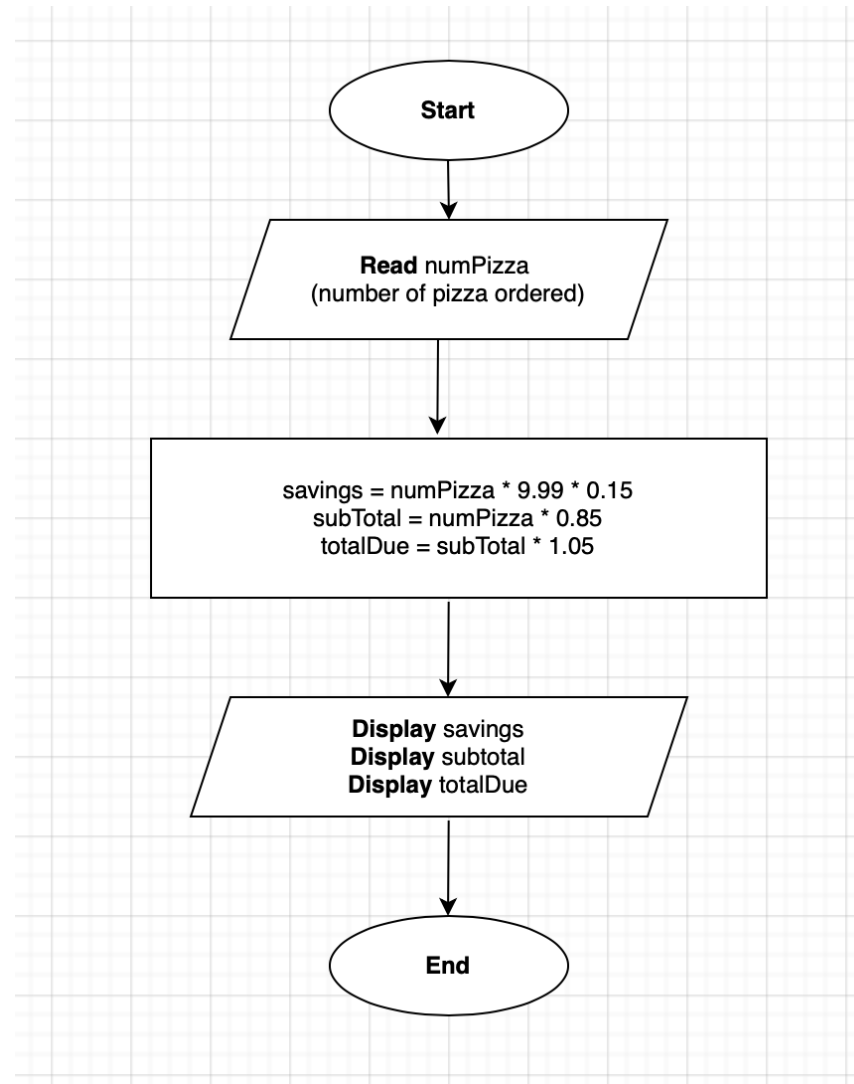 Start
Read numPizza
(number of pizza ordered)
savings = numPizza * 9.99 * 0.15
subTotal = numPizza * 0.85
totalDue = subTotal * 1.05
Display savings
Display subtotal
Display totalDue
End